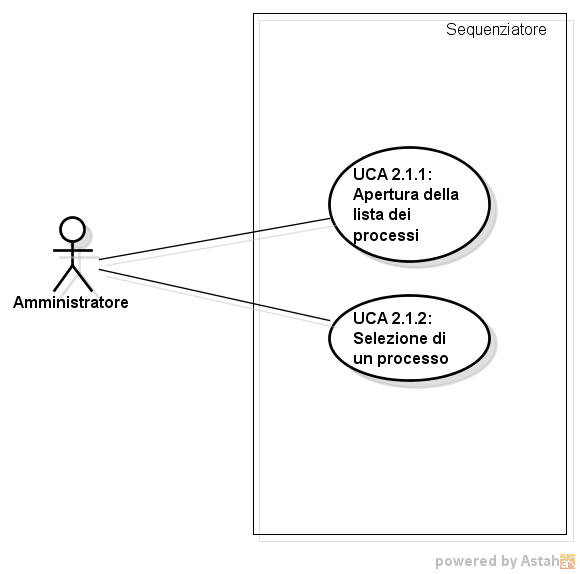 Sequenziatore
UCA 2.1.1:
Apertura della
lista dei
processi
Amministratore
UCA 2.1.2:
Selezione di
un processo
powered by Astah